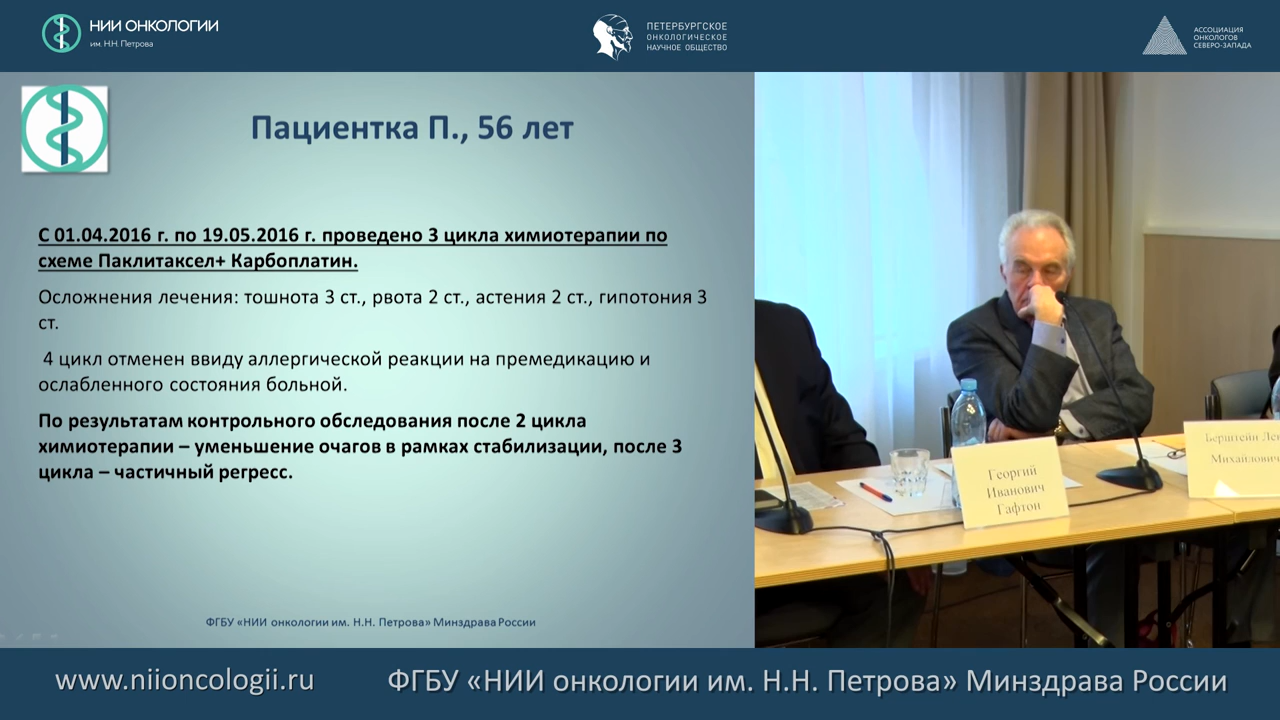 НИИ ОНКОЛОГИИ
им. Н.Н. Петрова
ПЕТЕРБУРГСКОЕ
ОНКОЛОГИЧЕСКОЕ
НАУЧНОЕ ОБЩЕСТВО
АССОЦИАЦИЯ
ОНКОЛОГОВ
СЕВЕРО-ЗАПАДА
Пациентка П., 56 лет
С 01.04.2016 г. по 19.05.2016 г. проведено 3 цикла химиотерапии по
схеме Паклитаксел+ Карбоплатин.
Осложнения лечения: тошнота 3 ст., рвота 2 ст., астения 2 ст., гипотония 3
ст.
4 цикл отменен ввиду аллергической реакции на премедикацию и
ослабленного состояния больной.
По результатам контрольного обследования после 2 цикла
химиотерапии – уменьшение очагов в рамках стабилизации, после 3
цикла – частичный регресс.
ФГБУ «НИИ онкологии им. Н.Н. Петрова» Минздрава России
Георгий
Иванович
Гафтон
Михайлович
www.niioncologii.ru
ФГБУ «НИИ онкологии им. Н.Н. Петрова» Минздрава России